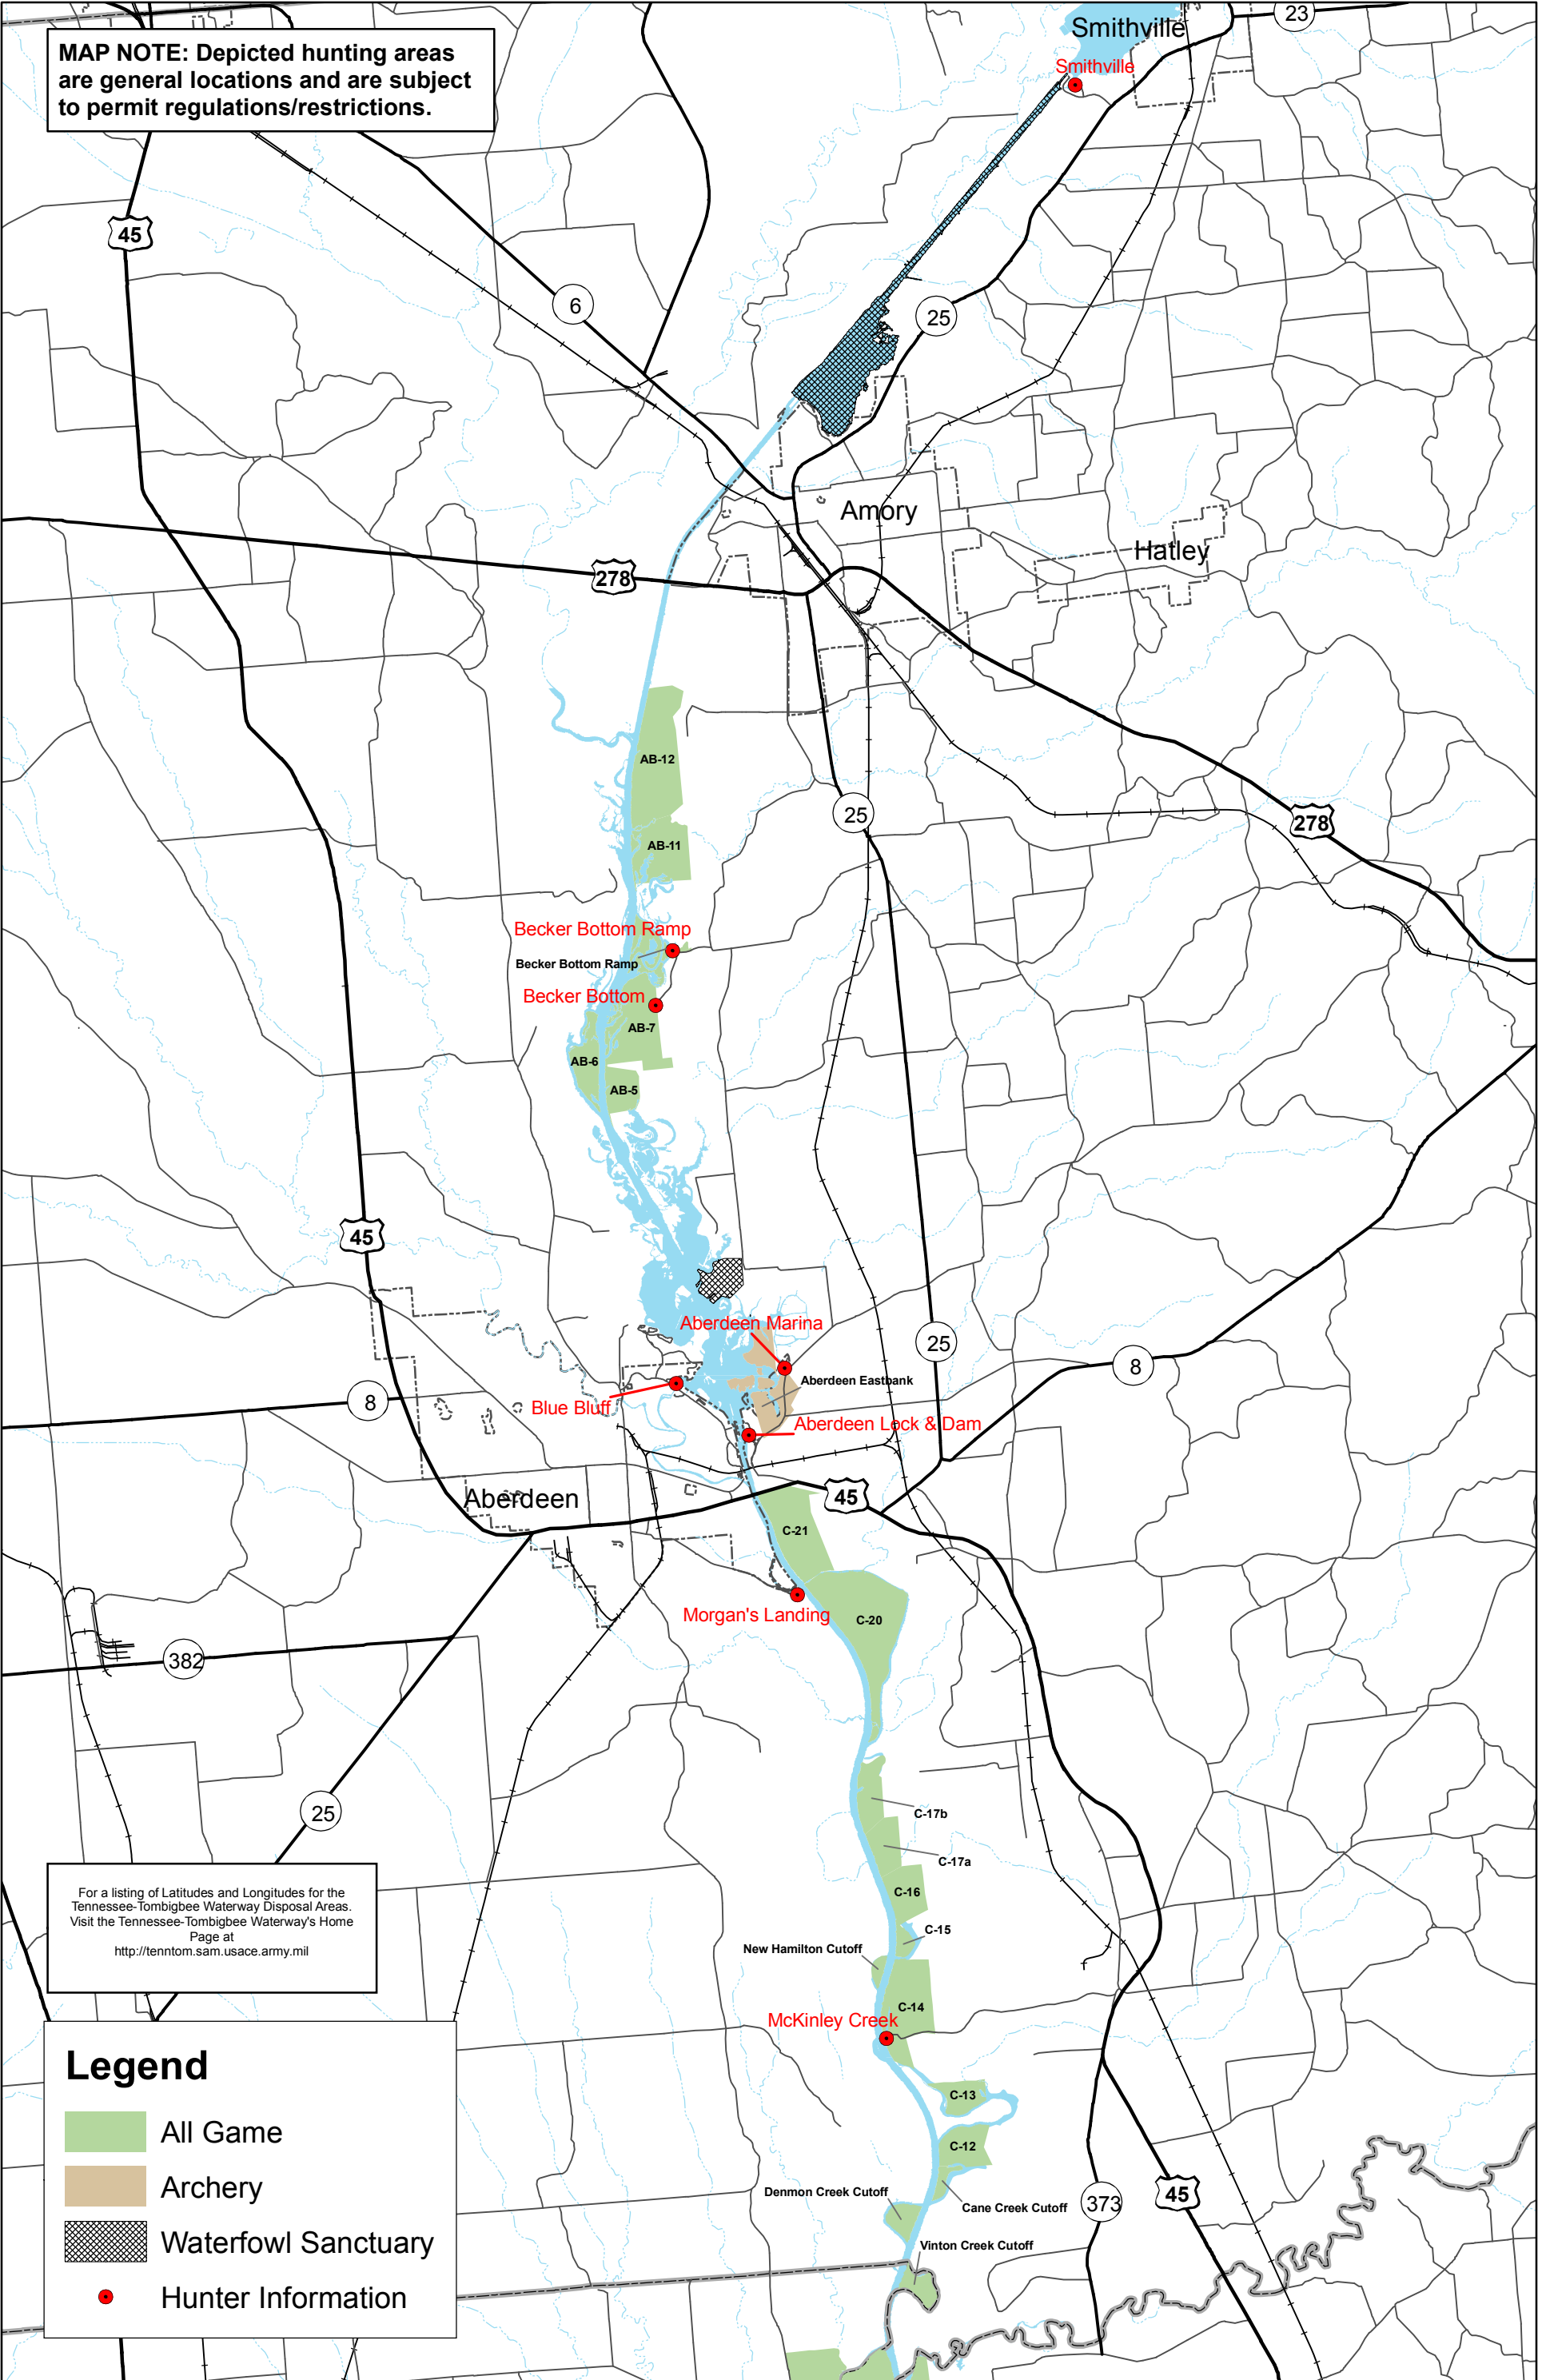 Smithville
23
MAP NOTE: Depicted hunting areas
are general locations and are subject
to permit regulations/restrictions.
Smithville
45
6
25
Amory
Hatley
278
AB-12
25
278
AB-11
Becker Bottom Ramp
Becker Bottom Ramp
Becker Bottom
AB-7
AB-6
AB-5
45
Aberdeen Marina
25
8
Aberdeen Eastbank
8
Blue Bluff
Aberdeen Lock & Dam
Aberdeen
45
C-21
Morgan's Landing
C-20
382
25
C-17b
C-17a
C-16
C-15
New Hamilton Cutoff
C-14
McKinley Creek
C-13
C-12
Denmon Creek Cutoff
Cane Creek Cutoff
373
45
Vinton Creek Cutoff
For a listing of Latitudes and Longitudes for the
Tennessee-Tombigbee Waterway Disposal Areas.
Visit the Tennessee-Tombigbee Waterway's Home
Page at
http://tenntom.sam.usace.army.mil
Legend
All Game
Archery
Waterfowl Sanctuary
Hunter Information